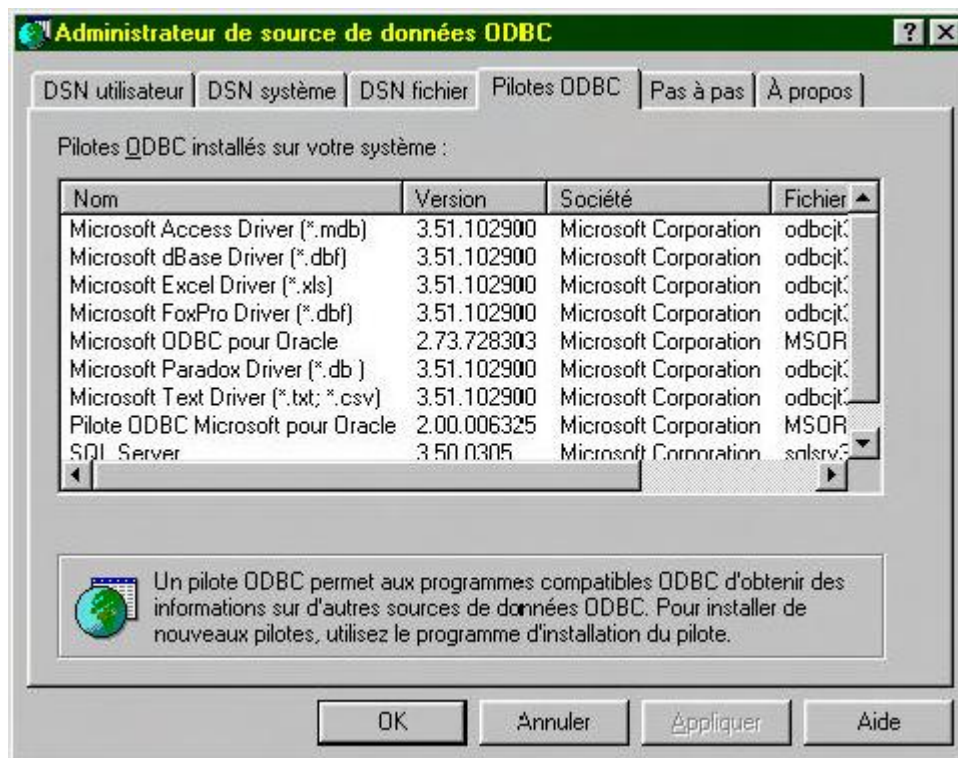 Administrateur de source de données ODBC
DSN utilisateur DSN système DSN fichier Pilotes ODBC Pas à pas À propos
Pilotes ODBC installés sur votre système :
Nom Version Société Fichier
Microsoft Access Driver (*.mdb) 3.51.102900 Microsoft Corporation odbcjt3
Microsoft dBase Driver (*.dbf) 3.51.102900 Microsoft Corporation odbcjt3
Microsoft Excel Driver (*.xls) 3.51.102900 Microsoft Corporation odbcjt3
Microsoft FoxPro Driver (*.dbf) 3.51.102900 Microsoft Corporation odbcjt3
Microsoft ODBC pour Oracle 2.73.728303 Microsoft Corporation MSOR
Microsoft Paradox Driver (*.db ) 3.51.102900 Microsoft Corporation odbcjt3
Microsoft Text Driver (*.txt; *.csv) 3.51.102900 Microsoft Corporation odbcjt3
Pilote ODBC Microsoft pour Oracle 2.00.006325 Microsoft Corporation MSOR
SQL Server 3.50.0305 Microsoft Corporation sqlsrv3
Un pilote ODBC permet aux programmes compatibles ODBC d'obtenir des
informations sur d'autres sources de données ODBC. Pour installer de
nouveaux pilotes, utilisez le programme d'installation du pilote.
OK Annuler Appliquer Aide